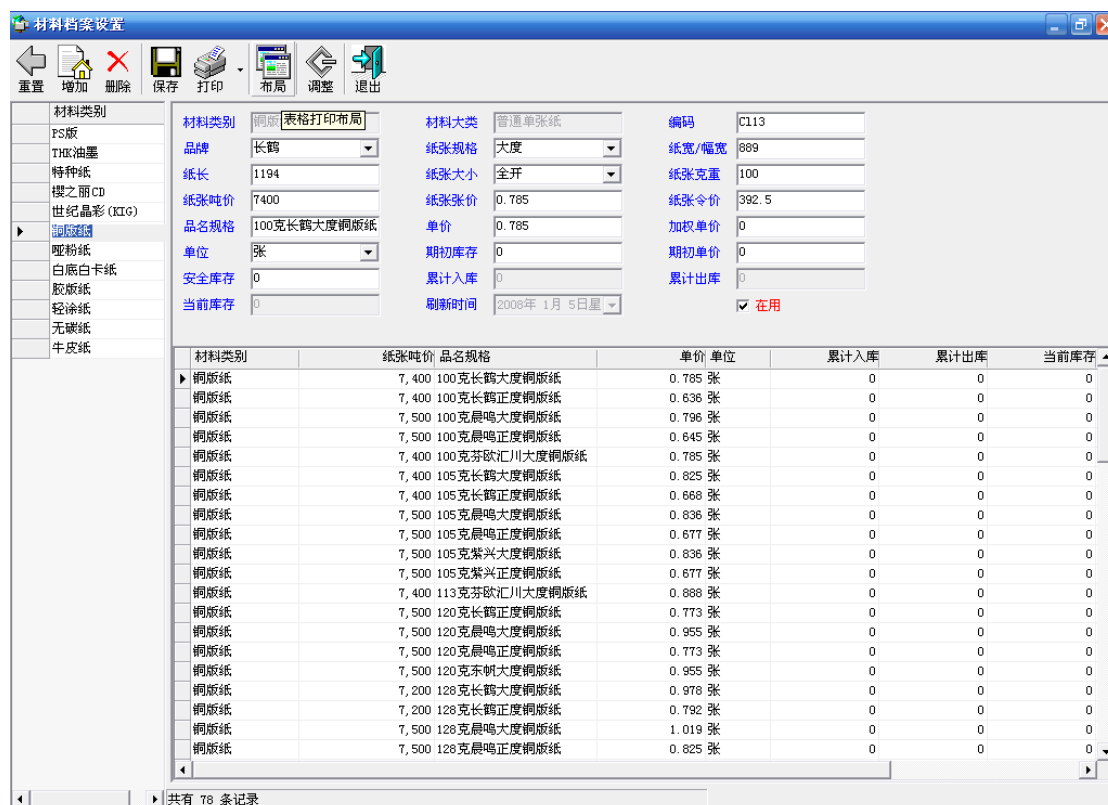 材料档案设置
重置 增加 删除 保存 打印 布局 调整 退出
材料类别
PS版
THK油墨
特种纸
樱之丽CD
世纪晶彩(KIG)
铜版纸
哑粉纸
白底白卡纸
胶版纸
轻涂纸
无碳纸
牛皮纸
材料类别 铜版 表格打印布局 材料大类 普通单张纸 编码 Cl13
品牌 长鹤 纸张规格 大度 纸宽/幅宽 889
纸长 1194 纸张大小 全开 纸张克重 100
纸张吨价 7400 纸张张价 0.785 纸张令价 392.5
品名规格 100克长鹤大度铜版纸 单价 0.785 加权单价 0
单位 张 期初库存 0 期初单价 0
安全库存 0 累计入库 0 累计出库 0
当前库存 0 刷新时间 2008年 1月 5日星 在用
材料类别 纸张吨价 品名规格 单价 单位 累计入库 累计出库 当前库存
铜版纸 7,400 100克长鹤大度铜版纸 0.785 张 0 0 0
铜版纸 7,400 100克长鹤正度铜版纸 0.636 张 0 0 0
铜版纸 7,500 100克晨鸣大度铜版纸 0.796 张 0 0 0
铜版纸 7,500 100克晨鸣正度铜版纸 0.645 张 0 0 0
铜版纸 7,400 100克芬欧汇川大度铜版纸 0.785 张 0 0 0
铜版纸 7,400 105克长鹤大度铜版纸 0.825 张 0 0 0
铜版纸 7,400 105克长鹤正度铜版纸 0.668 张 0 0 0
铜版纸 7,500 105克晨鸣大度铜版纸 0.836 张 0 0 0
铜版纸 7,500 105克晨鸣正度铜版纸 0.677 张 0 0 0
铜版纸 7,500 105克紫兴大度铜版纸 0.836 张 0 0 0
铜版纸 7,500 105克紫兴正度铜版纸 0.677 张 0 0 0
铜版纸 7,400 113克芬欧汇川大度铜版纸 0.888 张 0 0 0
铜版纸 7,500 120克长鹤正度铜版纸 0.773 张 0 0 0
铜版纸 7,500 120克晨鸣大度铜版纸 0.955 张 0 0 0
铜版纸 7,500 120克晨鸣正度铜版纸 0.773 张 0 0 0
铜版纸 7,500 120克东帆大度铜版纸 0.955 张 0 0 0
铜版纸 7,200 128克长鹤大度铜版纸 0.978 张 0 0 0
铜版纸 7,200 128克长鹤正度铜版纸 0.792 张 0 0 0
铜版纸 7,500 128克晨鸣大度铜版纸 1.019 张 0 0 0
铜版纸 7,500 128克晨鸣正度铜版纸 0.825 张 0 0 0
共有 78 条记录